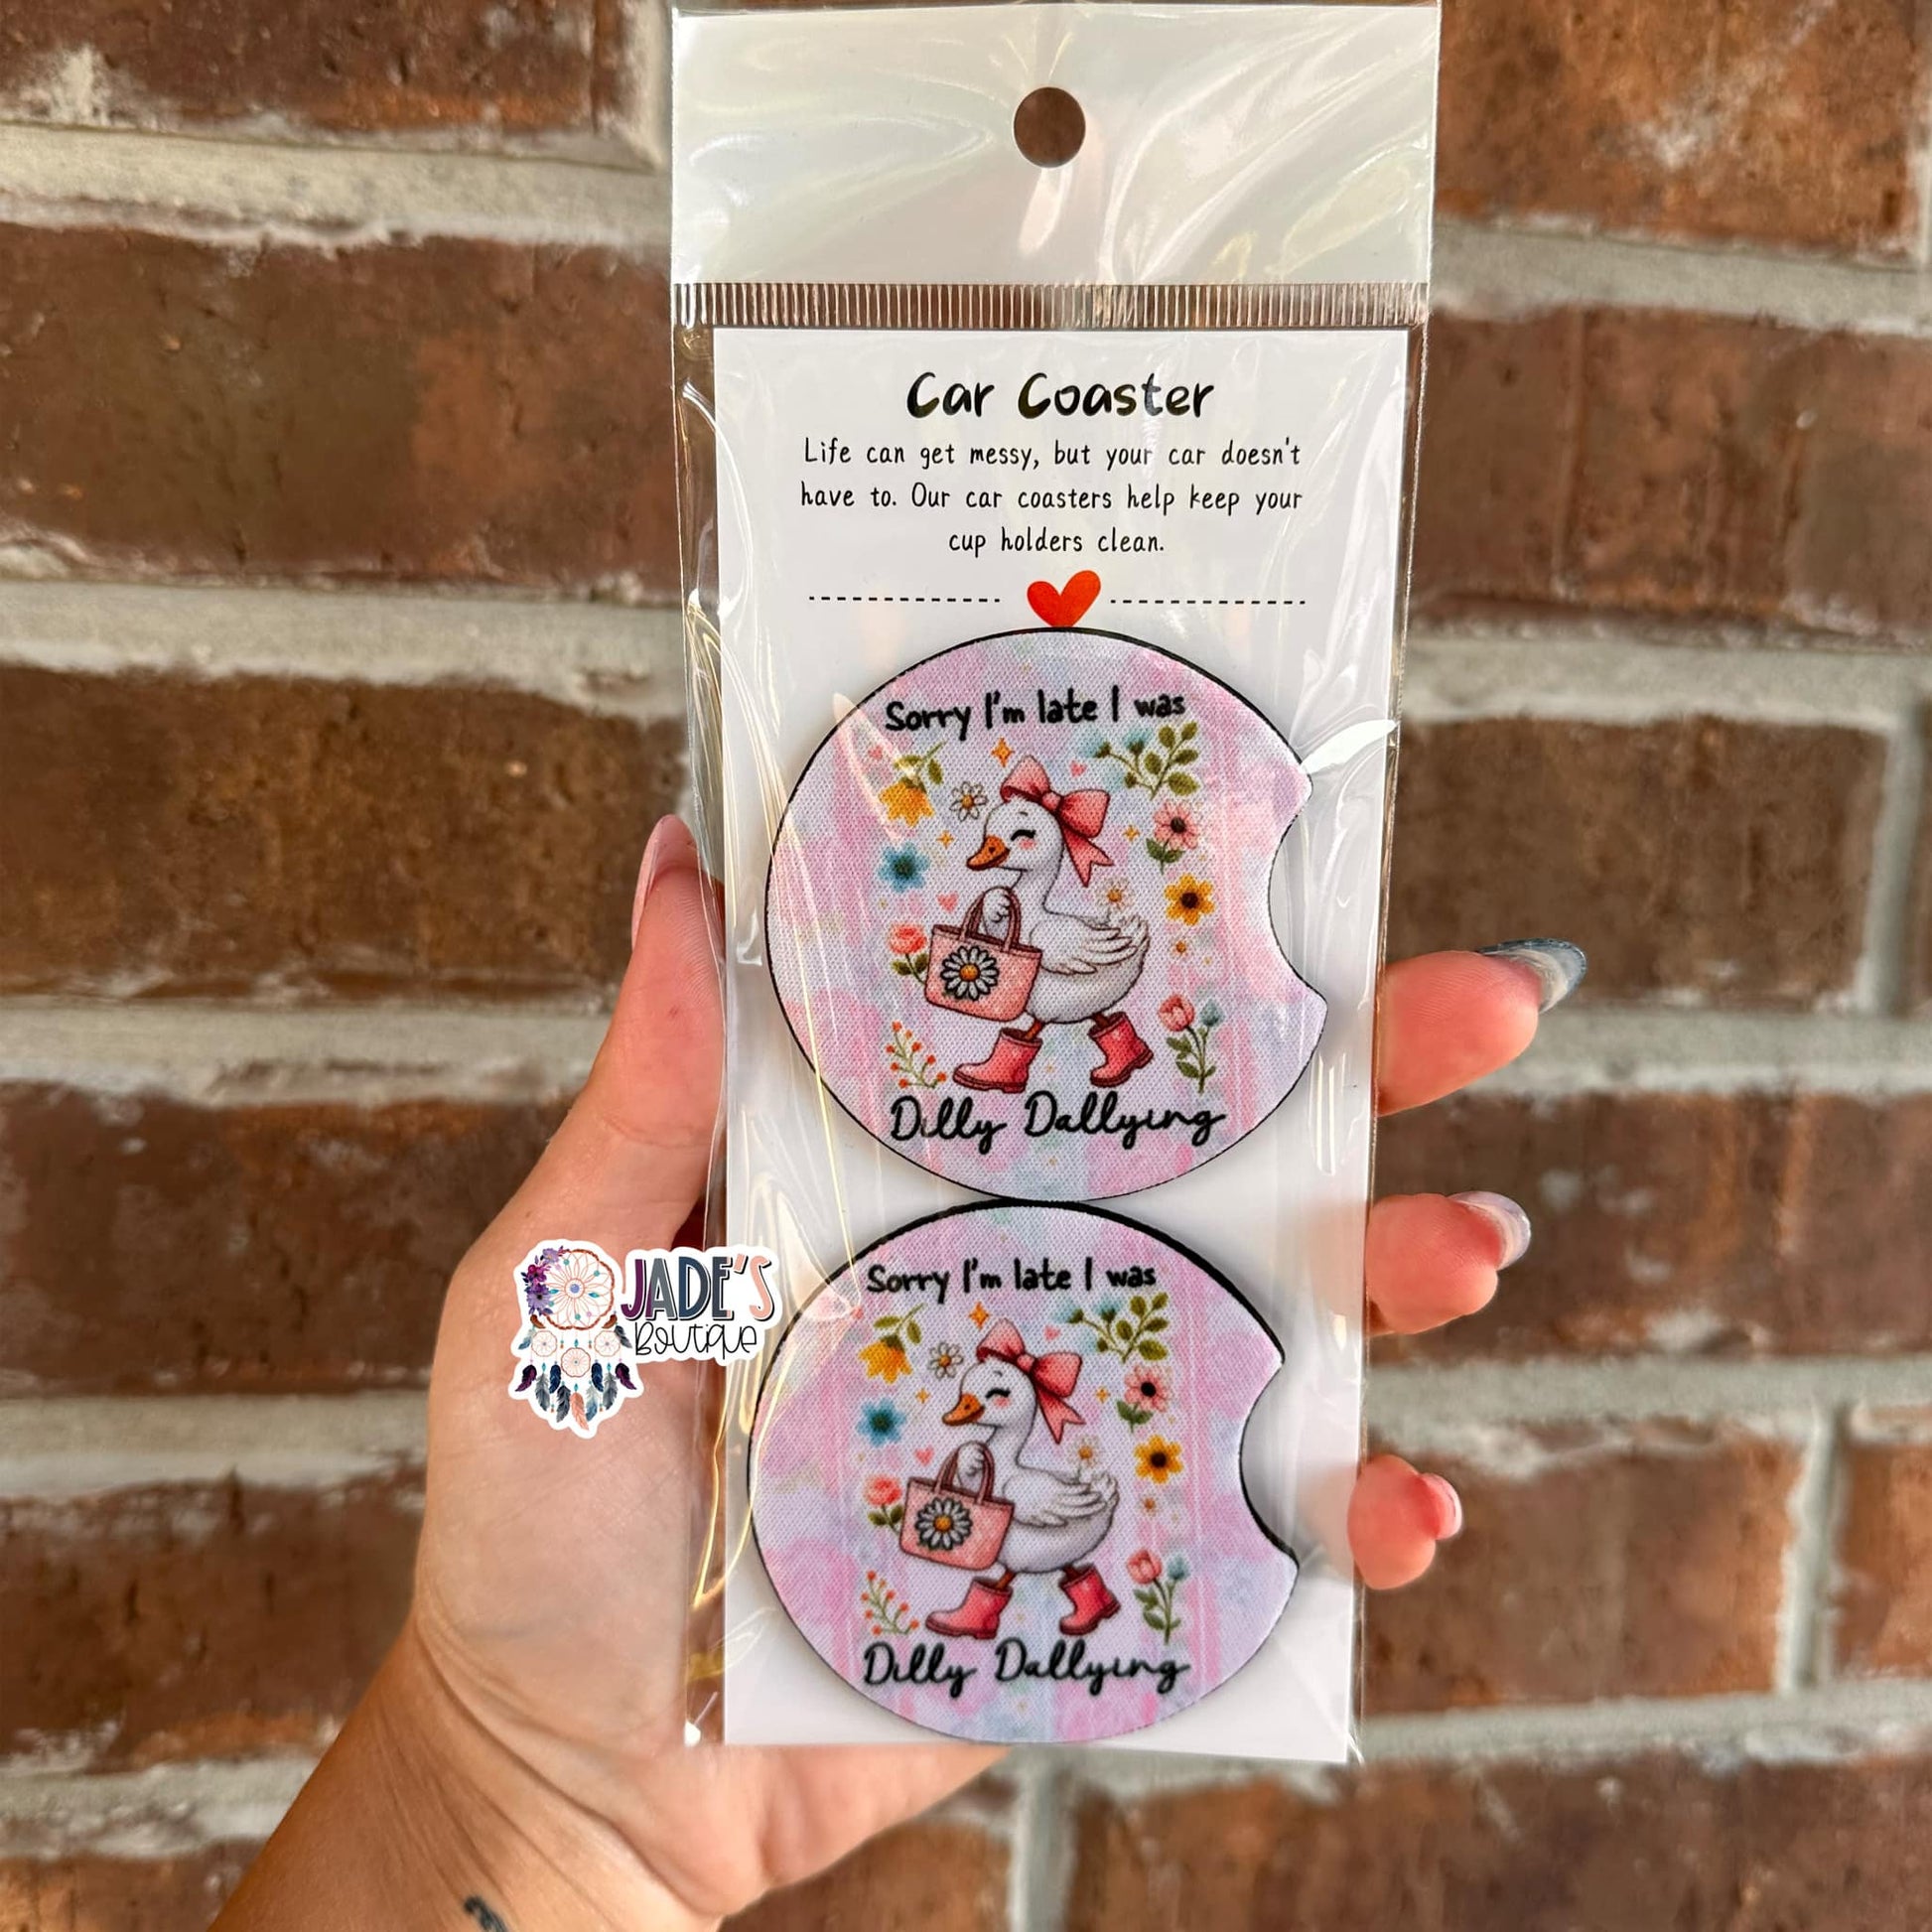 Car Coaster
Life can get messy, but your car doesn't
have to. Our car coasters help keep your
cup holders clean.
Sorry I'm late I was
Dilly Dallying
JADE'S
Boutique
Sorry I'm late I was
Dilly Dallying